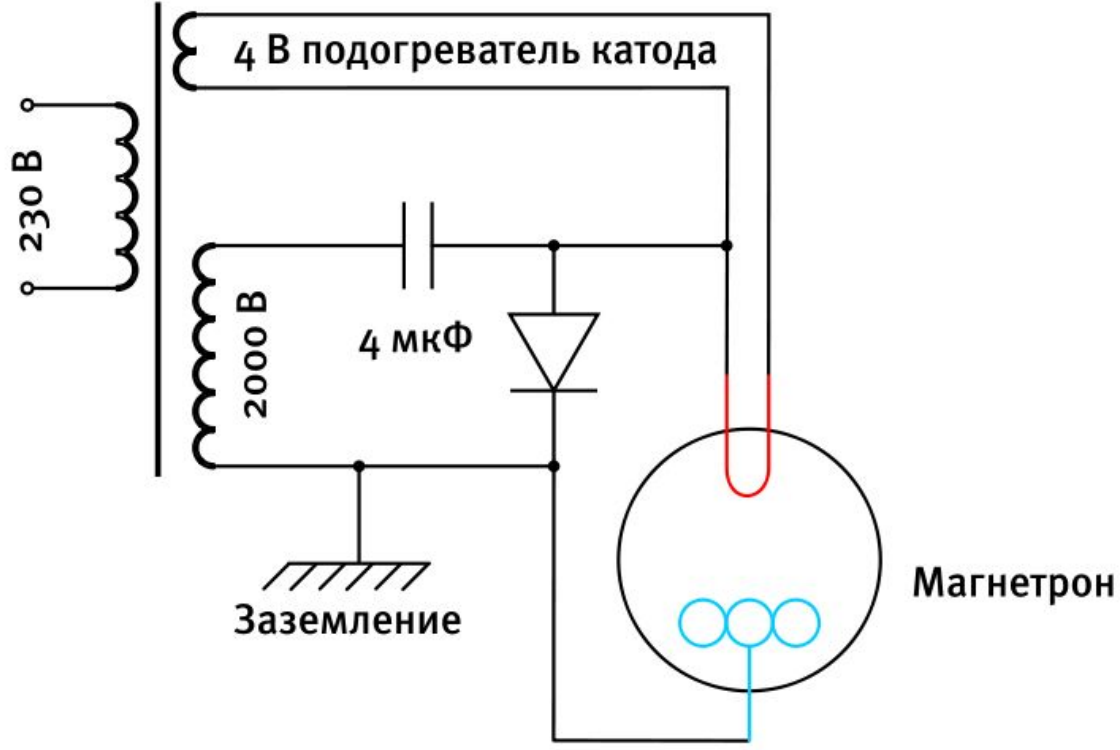 4 В подогреватель катода
230 В
2000 В
4 мкФ
Магнетрон
Заземление